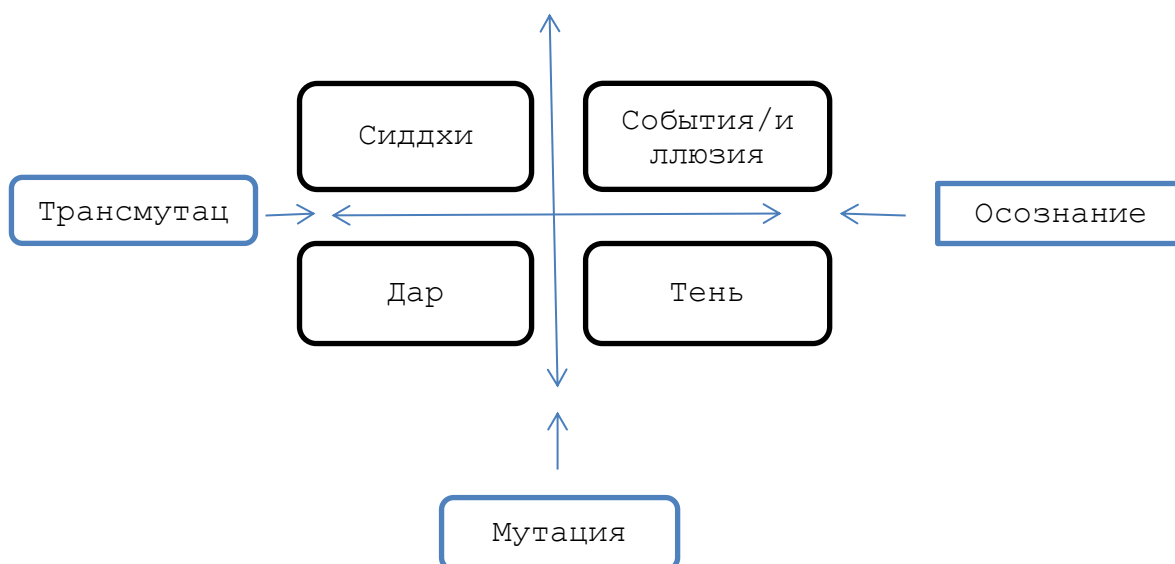 Сиддхи
События/и
ллюзия
Трансмутац
Осознание
Дар
Тень
Мутация